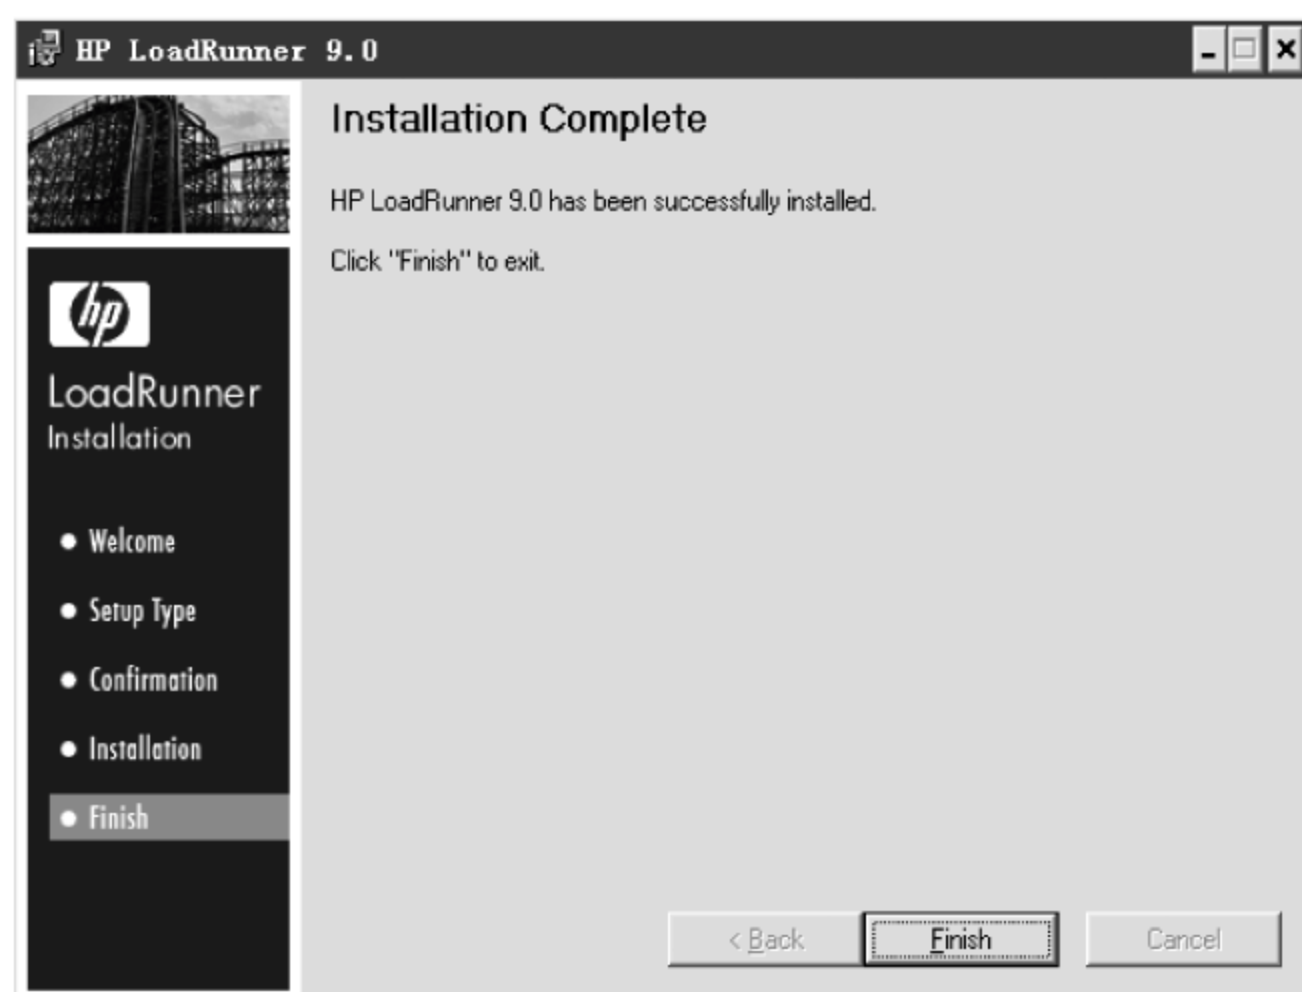 HP LoadRunner 9.0
Installation Complete
HP LoadRunner 9.0 has been successfully installed.
Click "Finish" to exit.
hp
LoadRunner
Installation
Welcome
Setup Type
Confirmation
Installation
Finish
< Back
Finish
Cancel